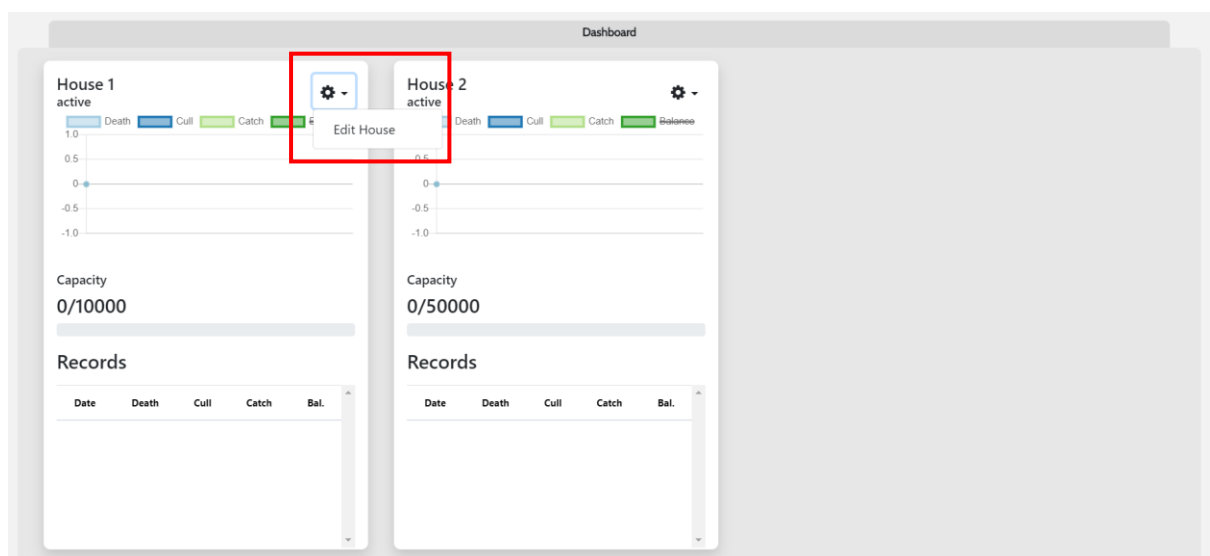 Dashboard
House 1
active
Death Cull Catch
Edit House
1.0
0.5
0
-0.5
-1.0
Capacity
0/10000
Records
Date Death Cull Catch Bal.
House 2
active
Death Cull Catch Balance
0.5
0
-0.5
-1.0
Capacity
0/50000
Records
Date Death Cull Catch Bal.